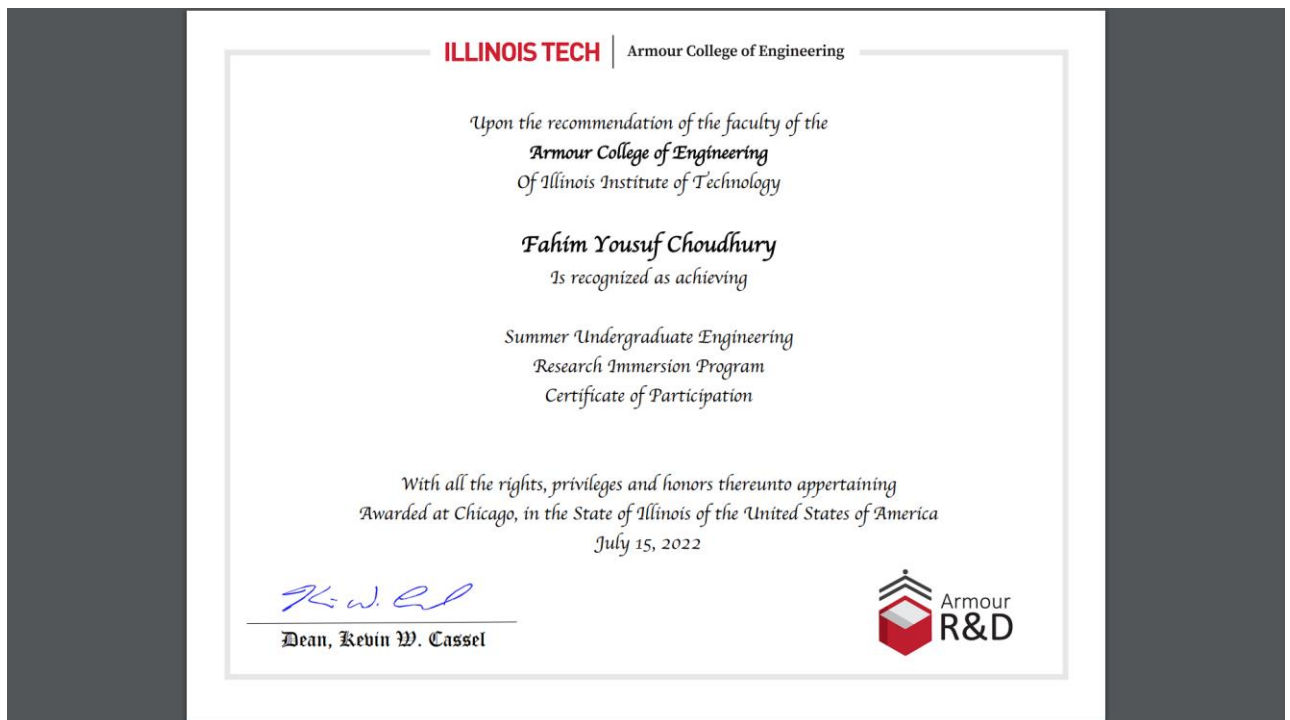 ILLINOIS TECH | Armour College of Engineering
Upon the recommendation of the faculty of the
Armour College of Engineering
Of Illinois Institute of Technology
Fahim Yousuf Choudhury
Is recognized as achieving
Summer Undergraduate Engineering
Research Immersion Program
Certificate of Participation
With all the rights, privileges and honors thereunto appertaining
Awarded at Chicago, in the State of Illinois of the United States of America
July 15, 2022
Dean, Kevin W. Cassel
Armour
R&D